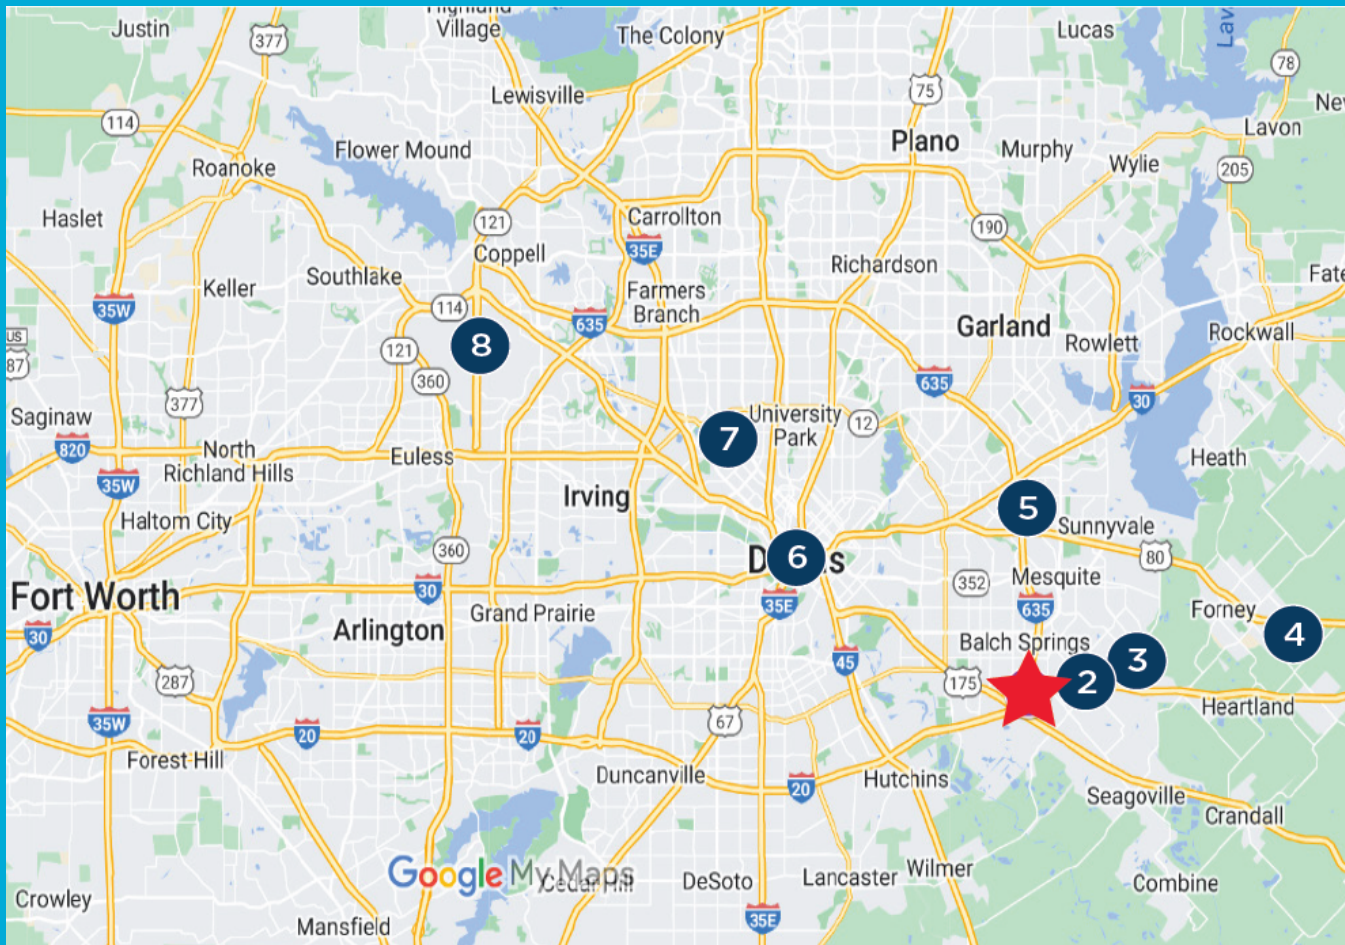 Highland
Village
Justin
377
The Colony
Lucas
Lav
78
Lewisville
75
114
New
Lavon
Plano
Flower Mound
Murphy
Wylie
Roanoke
205
Haslet
121
Carrollton
190
35E
Coppell
Richardson
Southlake
Keller
Farmers
Branch
Fate
35W
114
635
Garland
US
87
8
Rowlett
Rockwall
121
360
635
30
377
Saginaw
University
Park
12
7
820
North
Richland Hills
Euless
Heath
35W
Irving
5
Haltom City
Sunnyvale
360
D
6
s
80
352
Mesquite
Fort Worth
30
35E
635
Grand Prairie
Forney
30
Arlington
4
Balch Springs
45
3
287
175
2
Heartland
35W
20
20
67
Forest Hill
Duncanville
20
Hutchins
Seagoville
Crandall
Google My Maps
Cedar Hill
DeSoto
Lancaster
Wilmer
Combine
Crowley
35E
Mansfield